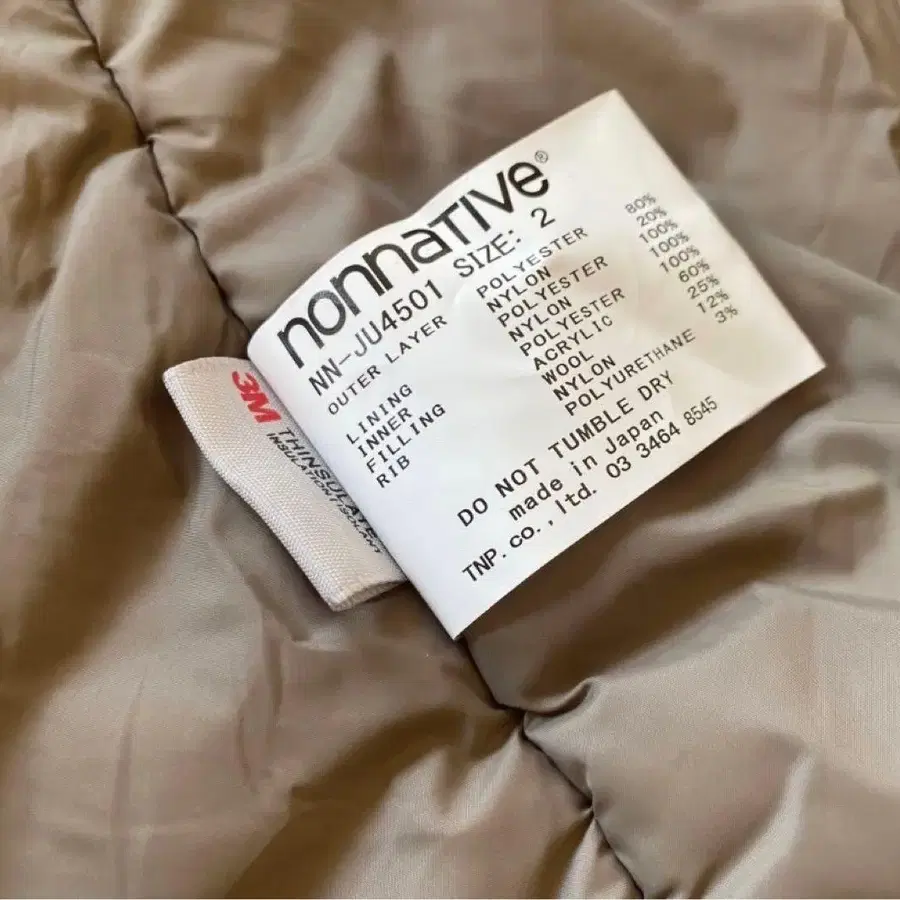 nonnaTIVe®
NN-JU4501 SIZE: 2
OUTER LAYER POLYESTER 80%
NYLON 20%
LINING POLYESTER 100%
INNER NYLON 100%
FILLING POLYESTER 100%
RIB ACRYLIC 60%
WOOL 25%
NYLON 12%
POLYURETHANE 3%
DO NOT TUMBLE DRY
made in Japan
TNP.co.,ltd. 03 3464 8545
3M
THINSULATE
INSULATION